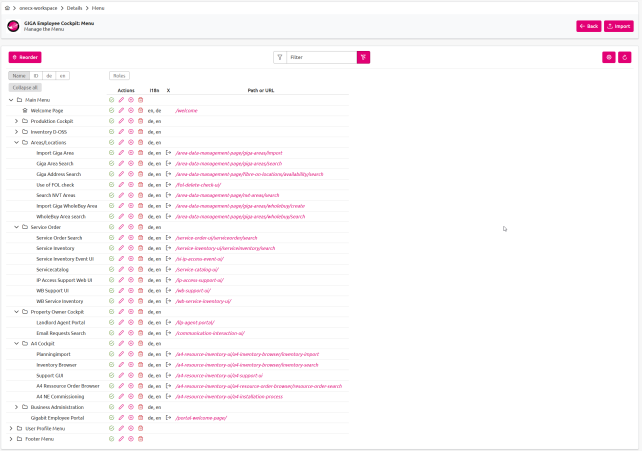 onecx-workspace > Details > Menu
GIGA Employee Cockpit: Menu
Manage the Menu
Back
Import
Reorder
Filter
Name ID de en
Roles
Collapse all
Actions I18n X Path or URL
Main Menu
Welcome Page en, de /welcome
Produktion Cockpit de, en
Inventory D-OSS de, en
Areas/Locations de, en
Import Giga Area de, en /area-data-management-page/giga-areas/import
Giga Area Search de, en /area-data-management-page/giga-areas/search
Giga Address Search de, en /area-data-management-page/fibre-on-locations/availability/search
Use of FOL check de, en /fol-delete-check-ui/
Search NVT Areas de, en /area-data-management-page/nvt-areas/search
Import Giga WholeBuy Area de, en /area-data-management-page/giga-areas/wholebuy/create
WholeBuy Area search de, en /area-data-management-page/giga-areas/wholebuy/search
Service Order de, en
Service Order Search de, en /service-order-ui/serviceorder/search
Service Inventory de, en /service-inventory-ui/serviceinventory/search
Service Inventory Event UI de, en /si-ip-access-event-ui/
Servicecatalog de, en /service-catalog-ui/
IP Access Support Web UI de, en /ip-access-support-ui/
WB Support UI de, en /wb-support-ui/
WB Service Inventory de, en /wb-service-inventory-ui/
Property Owner Cockpit de, en
Landlord Agent Portal de, en
Email Requests Search de, en /communication-interaction-ui/
A4 Cockpit de, en
Planningimport de, en /a4-resource-inventory-ui/a4-inventory-browser/inventory-import
Inventory Browser de, en /a4-resource-inventory-ui/a4-inventory-browser/inventory-search
Support GUI de, en /a4-resource-inventory-ui/a4-support-ui
A4 Ressource Order Browser de, en /a4-resource-inventory-ui/a4-resource-order-browser/resource-order-search
A4 NE Commissioning de, en /a4-resource-inventory-ui/a4-installation-process
Business Administration de, en
Gigabit Employee Portal de, en /portal-welcome-page/
User Profile Menu
Footer Menu